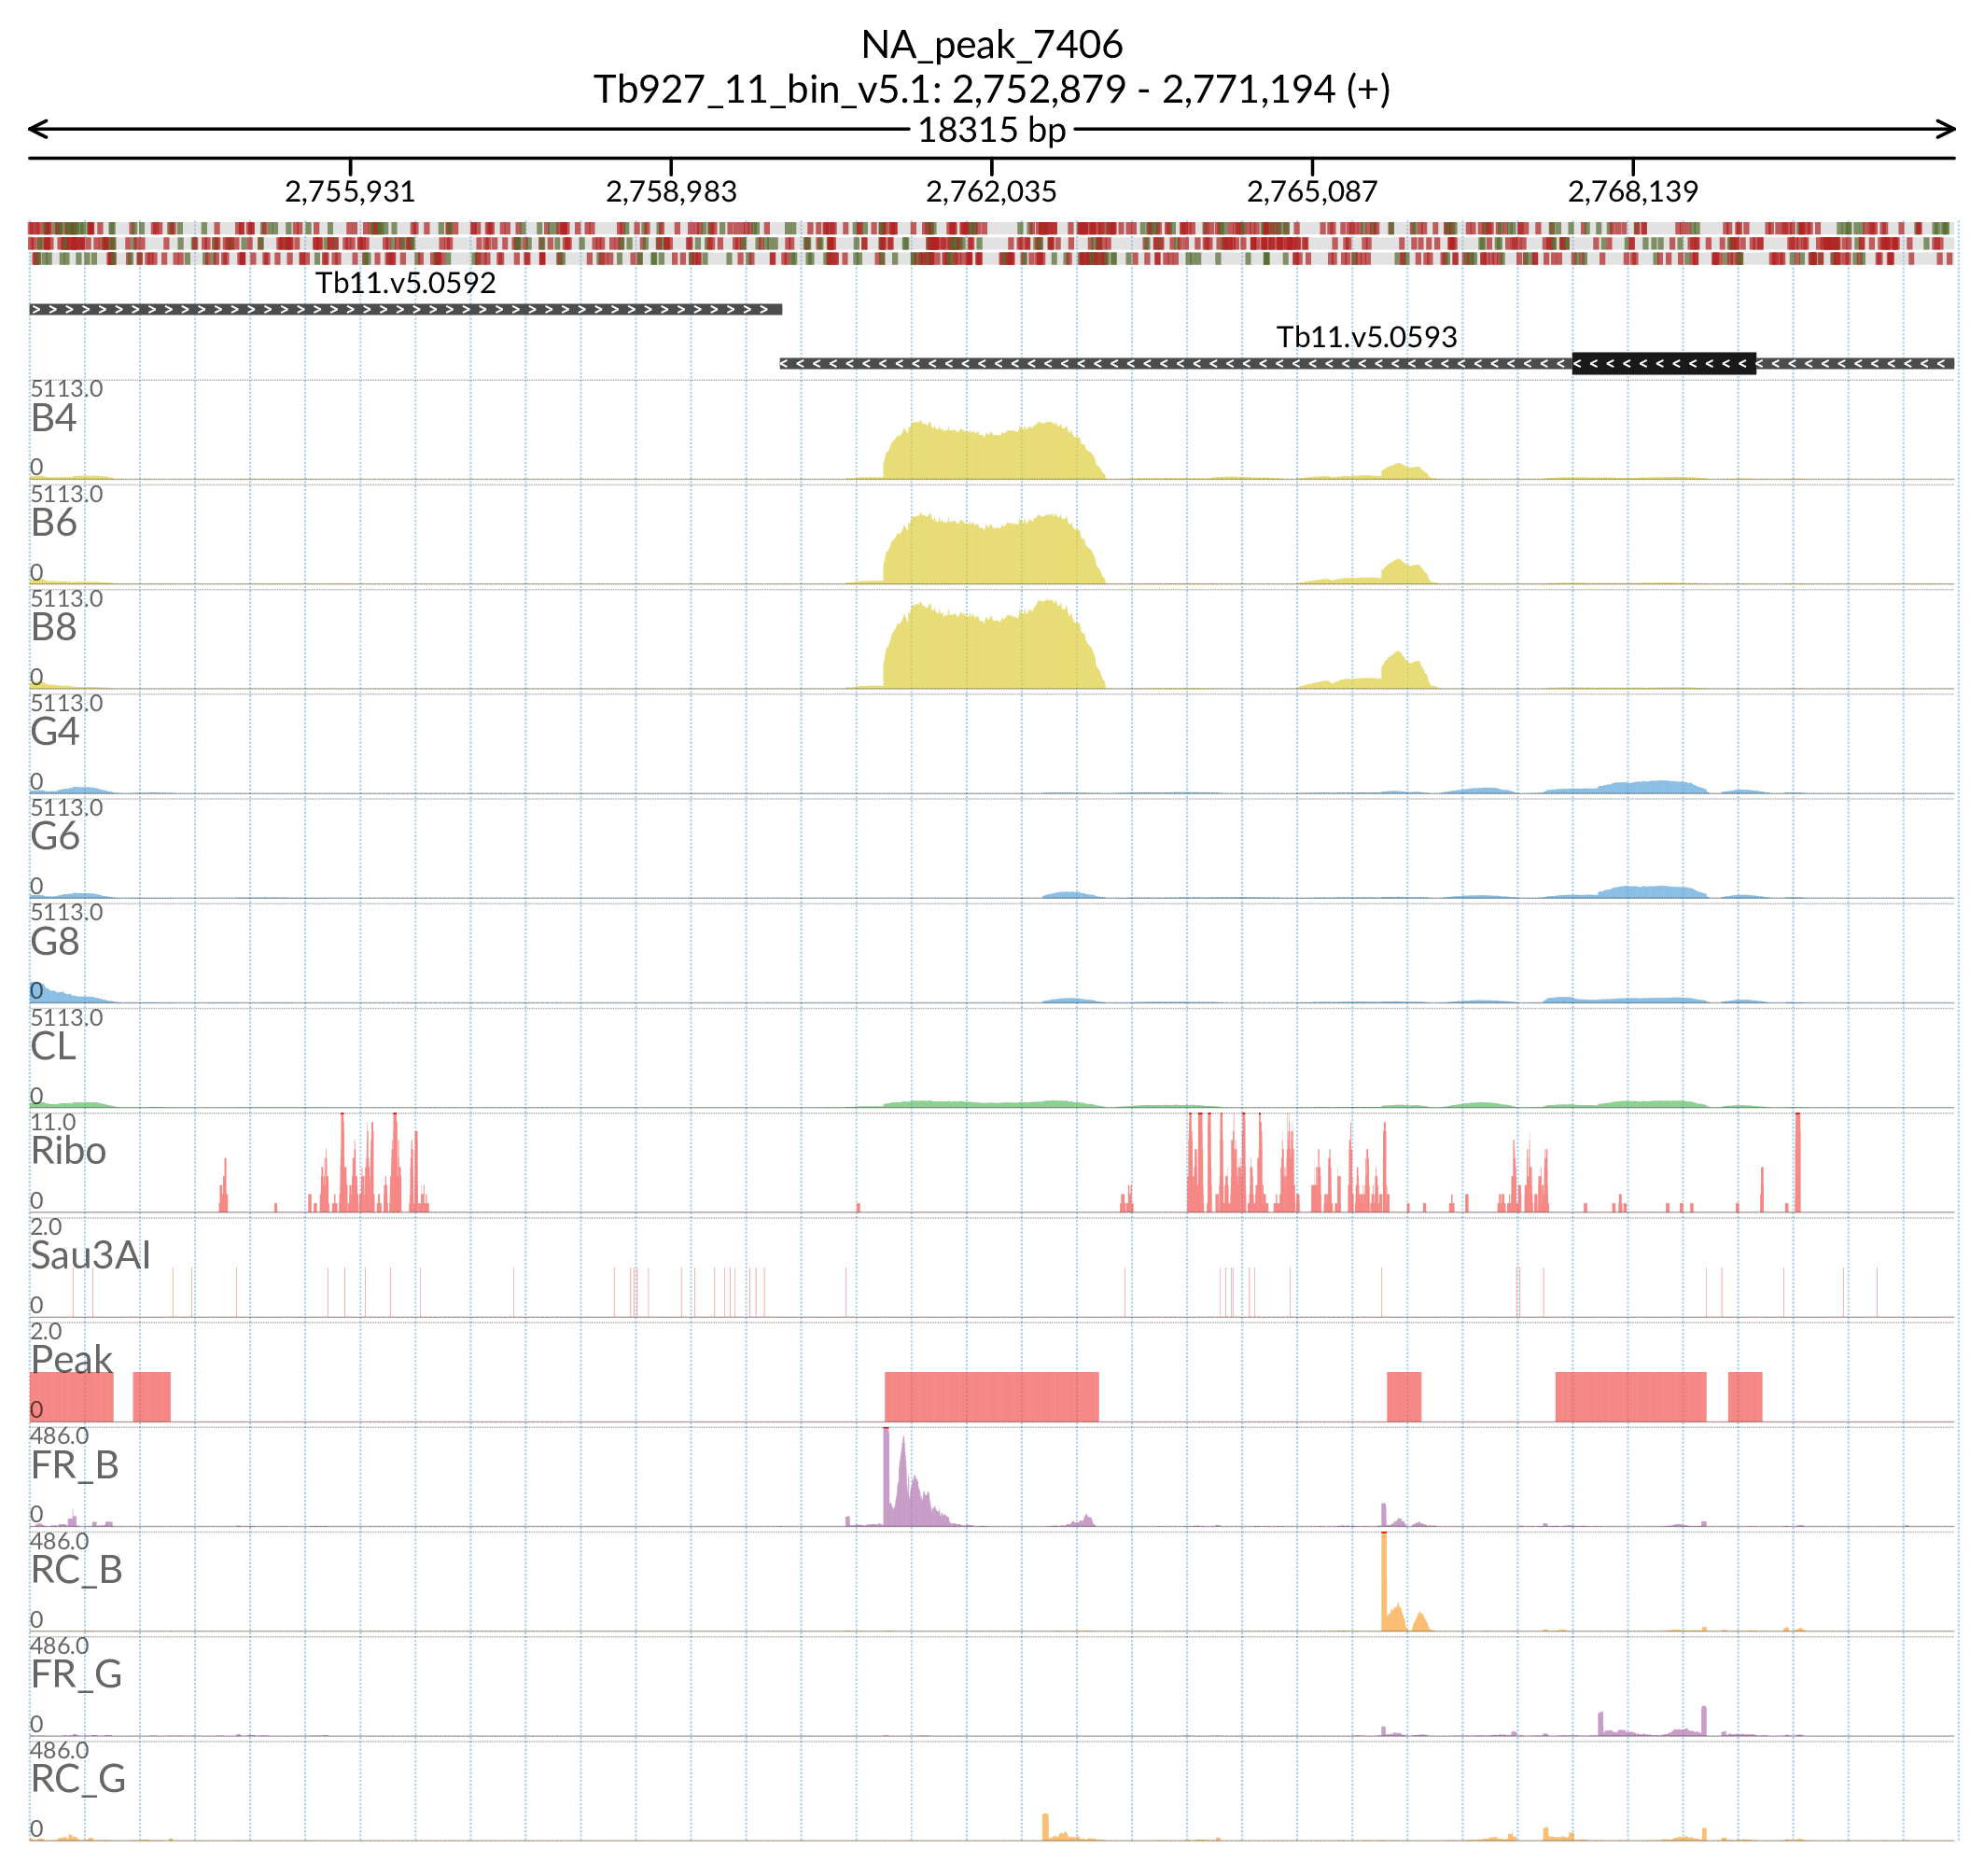 NA_peak_7406
Tb927_11_bin_v5.1: 2,752,879 - 2,771,194 (+)
18315 bp
2,755,931 2,758,983 2,762,035 2,765,087 2,768,139
Tb11.v5.0592
Tb11.v5.0593
5113.0
B4
0
5113.0
B6
0
5113.0
B8
0
5113.0
G4
0
5113.0
G6
0
5113.0
G8
0
5113.0
CL
0
11.0
Ribo
0
2.0
Sau3AI
0
2.0
Peak
0
486.0
FR_B
0
486.0
RC_B
0
486.0
FR_G
0
486.0
RC_G
0